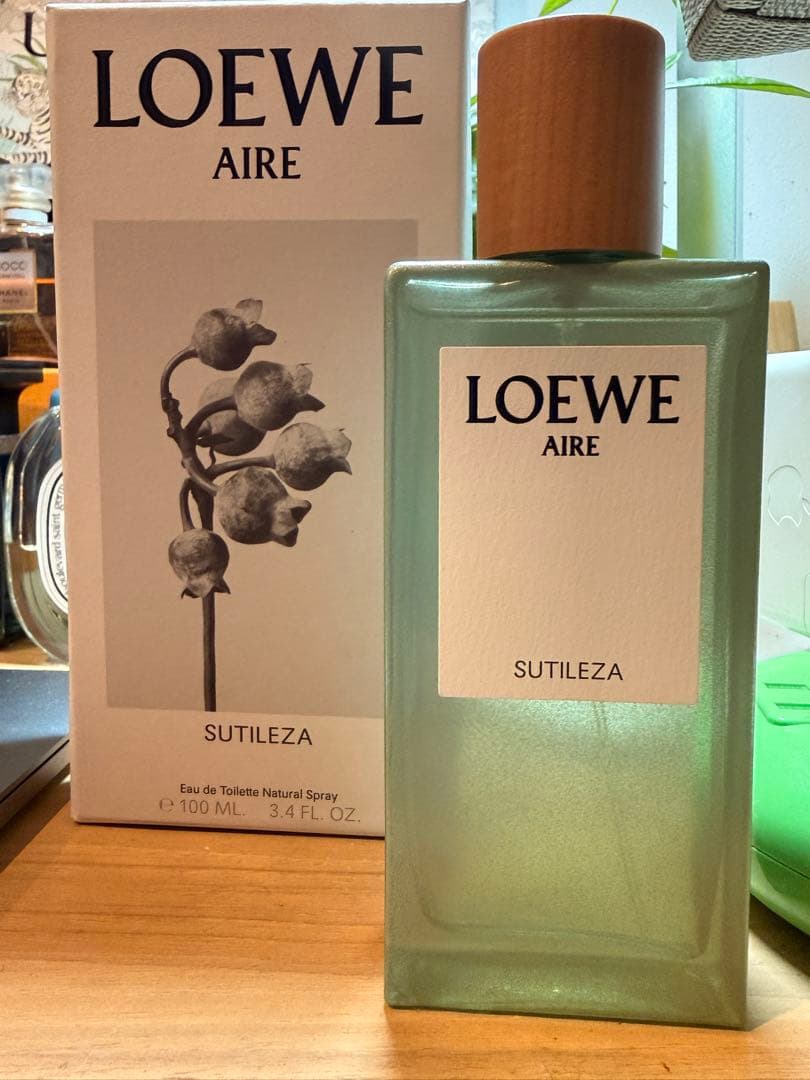 LOEWE
AIRE
SUTILEZA
Eau de Toilette Natural Spray
℮ 100 ML. 3.4 FL. OZ.
LOEWE
AIRE
SUTILEZA